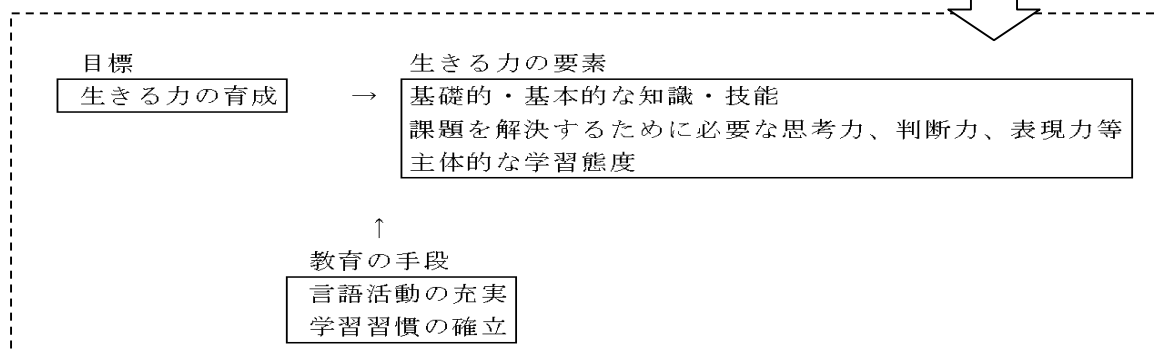 目標
生きる力の育成
→
生きる力の要素
基礎的・基本的な知識・技能
課題を解決するために必要な思考力、判断力、表現力等
主体的な学習態度
↑
教育の手段
言語活動の充実
学習習慣の確立